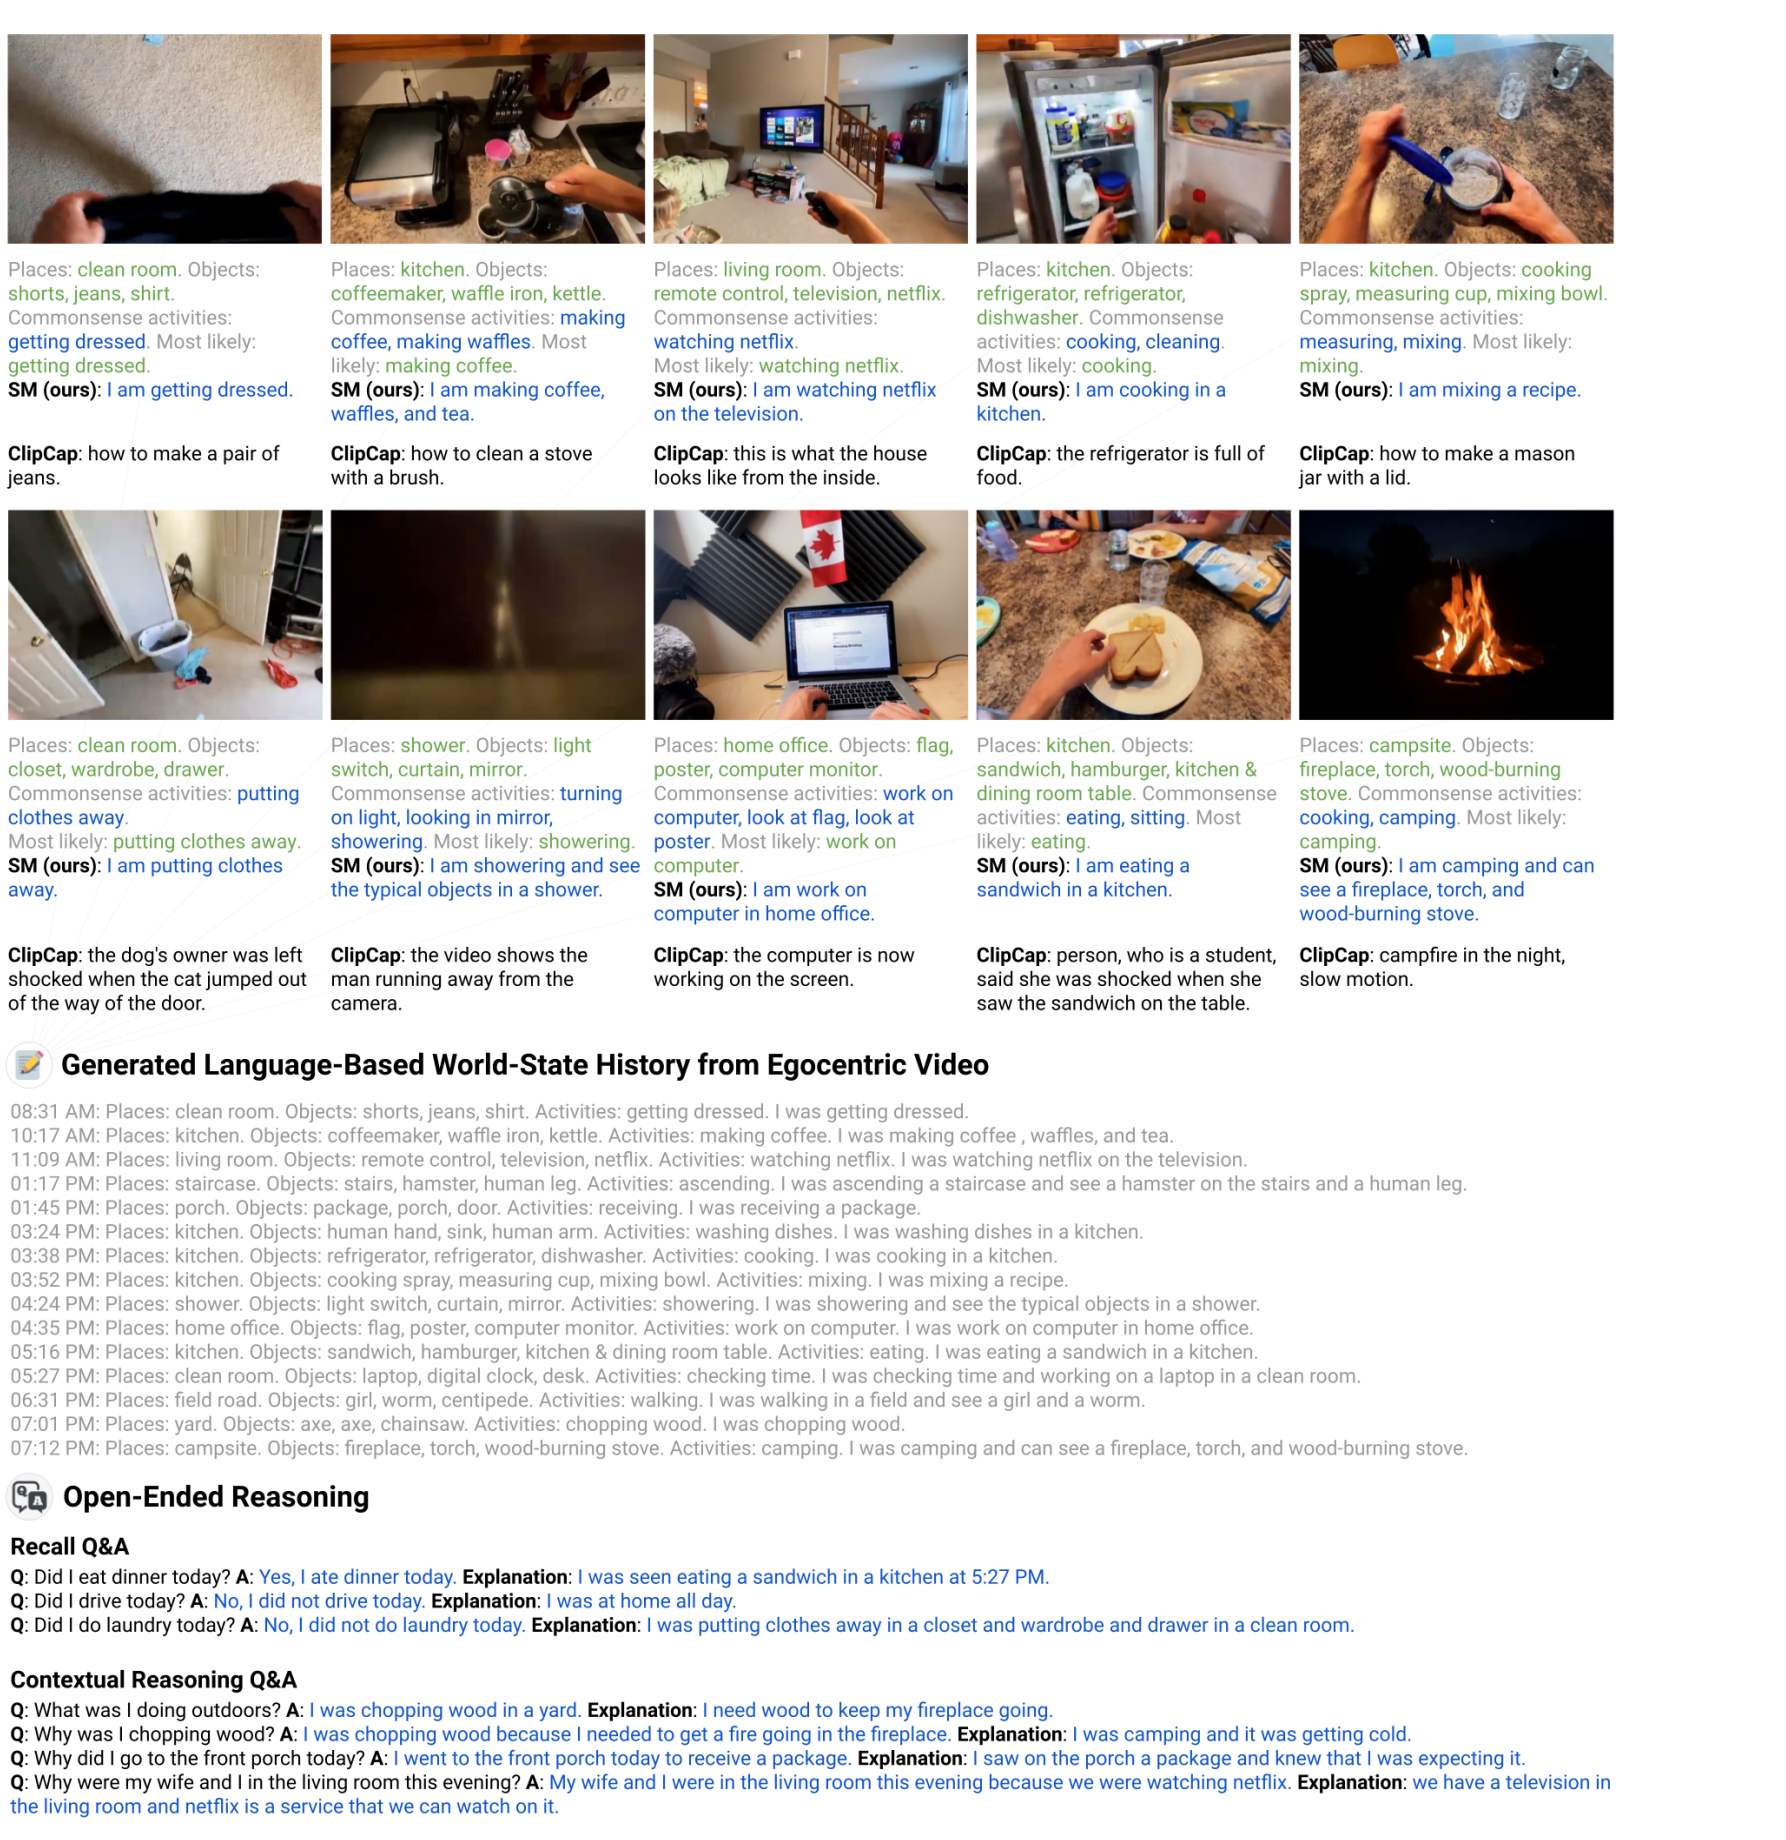 Places: clean room. Objects:
shorts, jeans, shirt.
Commonsense activities:
getting dressed. Most likely:
getting dressed.
SM (ours): I am getting dressed.
ClipCap: how to make a pair of
jeans.
Places: kitchen. Objects:
coffeemaker, waffle iron, kettle.
Commonsense activities: making
coffee, making waffles. Most
likely: making coffee.
SM (ours): I am making coffee,
waffles, and tea.
ClipCap: how to clean a stove
with a brush.
Places: living room. Objects:
remote control, television, netflix.
Commonsense activities:
watching netflix.
Most likely: watching netflix.
SM (ours): I am watching netflix
on the television.
ClipCap: this is what the house
looks like from the inside.
Places: kitchen. Objects:
refrigerator, refrigerator,
dishwasher. Commonsense
activities: cooking, cleaning.
Most likely: cooking.
SM (ours): I am cooking in a
kitchen.
ClipCap: the refrigerator is full of
food.
Places: kitchen. Objects: cooking
spray, measuring cup, mixing bowl.
Commonsense activities:
measuring, mixing. Most likely:
mixing.
SM (ours): I am mixing a recipe.
ClipCap: how to make a mason
jar with a lid.
Places: clean room. Objects:
closet, wardrobe, drawer.
Commonsense activities: putting
clothes away.
Most likely: putting clothes away.
SM (ours): I am putting clothes
away.
ClipCap: the dog's owner was left
shocked when the cat jumped out
of the way of the door.
Places: shower. Objects: light
switch, curtain, mirror.
Commonsense activities: turning
on light, looking in mirror,
showering. Most likely: showering.
SM (ours): I am showering and see
the typical objects in a shower.
ClipCap: the video shows the
man running away from the
camera.
Places: home office. Objects: flag,
poster, computer monitor.
Commonsense activities: work on
computer, look at flag, look at
poster. Most likely: work on
computer.
SM (ours): I am work on
computer in home office.
ClipCap: the computer is now
working on the screen.
Places: kitchen. Objects:
sandwich, hamburger, kitchen &
dining room table. Commonsense
activities: eating, sitting. Most
likely: eating.
SM (ours): I am eating a
sandwich in a kitchen.
ClipCap: person, who is a student,
said she was shocked when she
saw the sandwich on the table.
Places: campsite. Objects:
fireplace, torch, wood-burning
stove. Commonsense activities:
cooking, camping. Most likely:
camping.
SM (ours): I am camping and can
see a fireplace, torch, and
wood-burning stove.
ClipCap: campfire in the night,
slow motion.
Generated Language-Based World-State History from Egocentric Video
08:31 AM: Places: clean room. Objects: shorts, jeans, shirt. Activities: getting dressed. I was getting dressed.
10:17 AM: Places: kitchen. Objects: coffeemaker, waffle iron, kettle. Activities: making coffee. I was making coffee , waffles, and tea.
11:09 AM: Places: living room. Objects: remote control, television, netflix. Activities: watching netflix. I was watching netflix on the television.
01:17 PM: Places: staircase. Objects: stairs, hamster, human leg. Activities: ascending. I was ascending a staircase and see a hamster on the stairs and a human leg.
01:45 PM: Places: porch. Objects: package, porch, door. Activities: receiving. I was receiving a package.
03:24 PM: Places: kitchen. Objects: human hand, sink, human arm. Activities: washing dishes. I was washing dishes in a kitchen.
03:38 PM: Places: kitchen. Objects: refrigerator, refrigerator, dishwasher. Activities: cooking. I was cooking in a kitchen.
03:52 PM: Places: kitchen. Objects: cooking spray, measuring cup, mixing bowl. Activities: mixing. I was mixing a recipe.
04:24 PM: Places: shower. Objects: light switch, curtain, mirror. Activities: showering. I was showering and see the typical objects in a shower.
04:35 PM: Places: home office. Objects: flag, poster, computer monitor. Activities: work on computer. I was work on computer in home office.
05:16 PM: Places: kitchen. Objects: sandwich, hamburger, kitchen & dining room table. Activities: eating. I was eating a sandwich in a kitchen.
05:27 PM: Places: clean room. Objects: laptop, digital clock, desk. Activities: checking time. I was checking time and working on a laptop in a clean room.
06:31 PM: Places: field road. Objects: girl, worm, centipede. Activities: walking. I was walking in a field and see a girl and a worm.
07:01 PM: Places: yard. Objects: axe, axe, chainsaw. Activities: chopping wood. I was chopping wood.
07:12 PM: Places: campsite. Objects: fireplace, torch, wood-burning stove. Activities: camping. I was camping and can see a fireplace, torch, and wood-burning stove.
Q A Open-Ended Reasoning
Recall Q&A
Q: Did I eat dinner today? A: Yes, I ate dinner today. Explanation: I was seen eating a sandwich in a kitchen at 5:27 PM.
Q: Did I drive today? A: No, I did not drive today. Explanation: I was at home all day.
Q: Did I do laundry today? A: No, I did not do laundry today. Explanation: I was putting clothes away in a closet and wardrobe and drawer in a clean room.
Contextual Reasoning Q&A
Q: What was I doing outdoors? A: I was chopping wood in a yard. Explanation: I need wood to keep my fireplace going.
Q: Why was I chopping wood? A: I was chopping wood because I needed to get a fire going in the fireplace. Explanation: I was camping and it was getting cold.
Q: Why did I go to the front porch today? A: I went to the front porch today to receive a package. Explanation: I saw on the porch a package and knew that I was expecting it.
Q: Why were my wife and I in the living room this evening? A: My wife and I were in the living room this evening because we were watching netflix. Explanation: we have a television in
the living room and netflix is a service that we can watch on it.